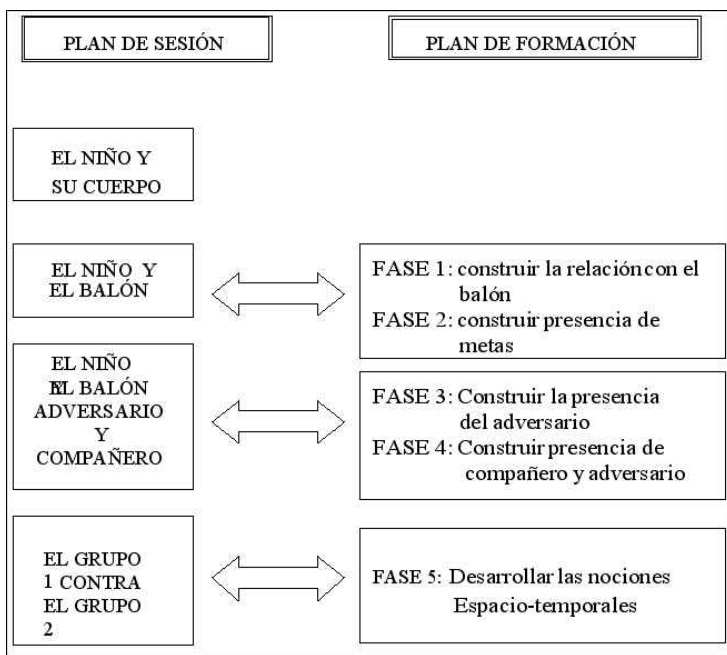 PLAN DE SESIÓN
PLAN DE FORMACIÓN
EL NIÑO Y
SU CUERPO
EL NIÑO Y
EL BALÓN
FASE 1: construir la relación con el
balón
FASE 2: construir presencia de
metas
EL NIÑO
Y
EL BALÓN
ADVERSARIO
Y
COMPAÑERO
FASE 3: Construir la presencia
del adversario
FASE 4: Construir presencia de
compañero y adversario
EL GRUPO
1 CONTRA
EL GRUPO
2
FASE 5: Desarrollar las nociones
Espacio-temporales